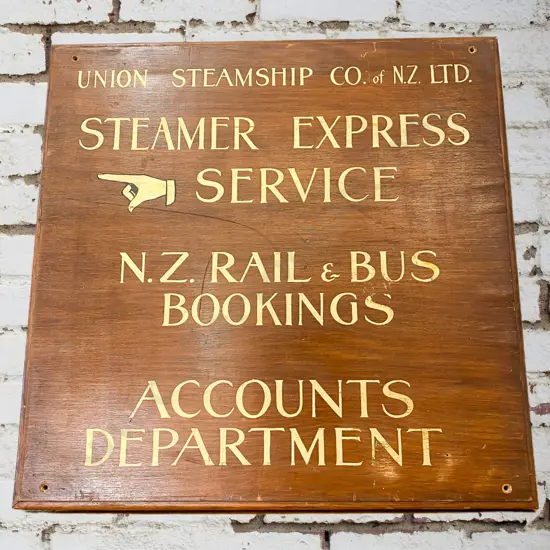 UNION STEAMSHIP CO. of N.Z. LTD.
STEAMER EXPRESS
SERVICE
N.Z. RAIL & BUS
BOOKINGS
ACCOUNTS
DEPARTMENT